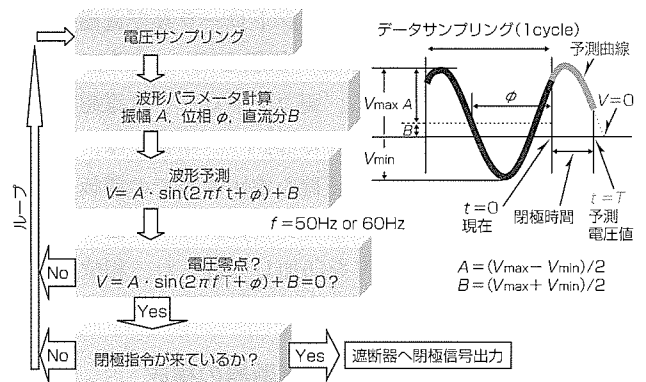 電圧サンプリング
波形パラメータ計算
振幅 A, 位相 φ, 直流分B
波形予測
V= A・sin(2πf t+φ)+B
f=50Hz or 60Hz
電圧零点?
V= A・sin(2πf T+φ)+B=0?
No
Yes
閉極指令が来ているか?
No
Yes
遮断器へ閉極信号出力
ループ
データサンプリング(1cycle)
予測曲線
Vmax
A
φ
V=0
B
Vmin
t=0
現在
閉極時間
t=T
予測
電圧値
A=(Vmax− Vmin)/2
B=(Vmax+ Vmin)/2